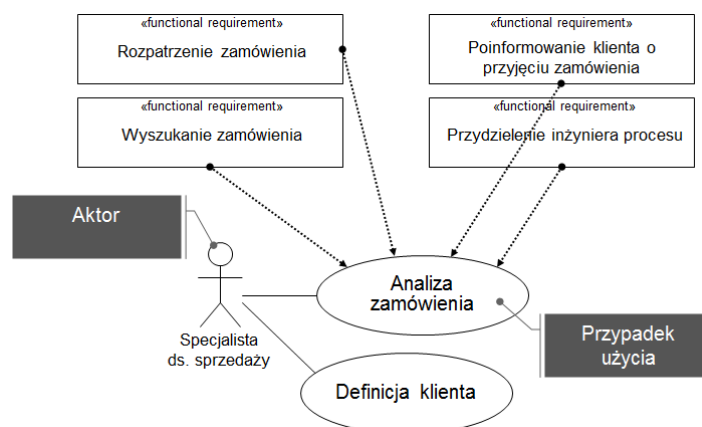 «functional requirement»
Rozpatrzenie zamówienia
«functional requirement»
Poinformowanie klienta o
przyjęciu zamówienia
«functional requirement»
Wyszukanie zamówienia
«functional requirement»
Przydzielenie inżyniera procesu
Aktor
Analiza
zamówienia
Specjalista
ds. sprzedaży
Przypadek
użycia
Definicja klienta